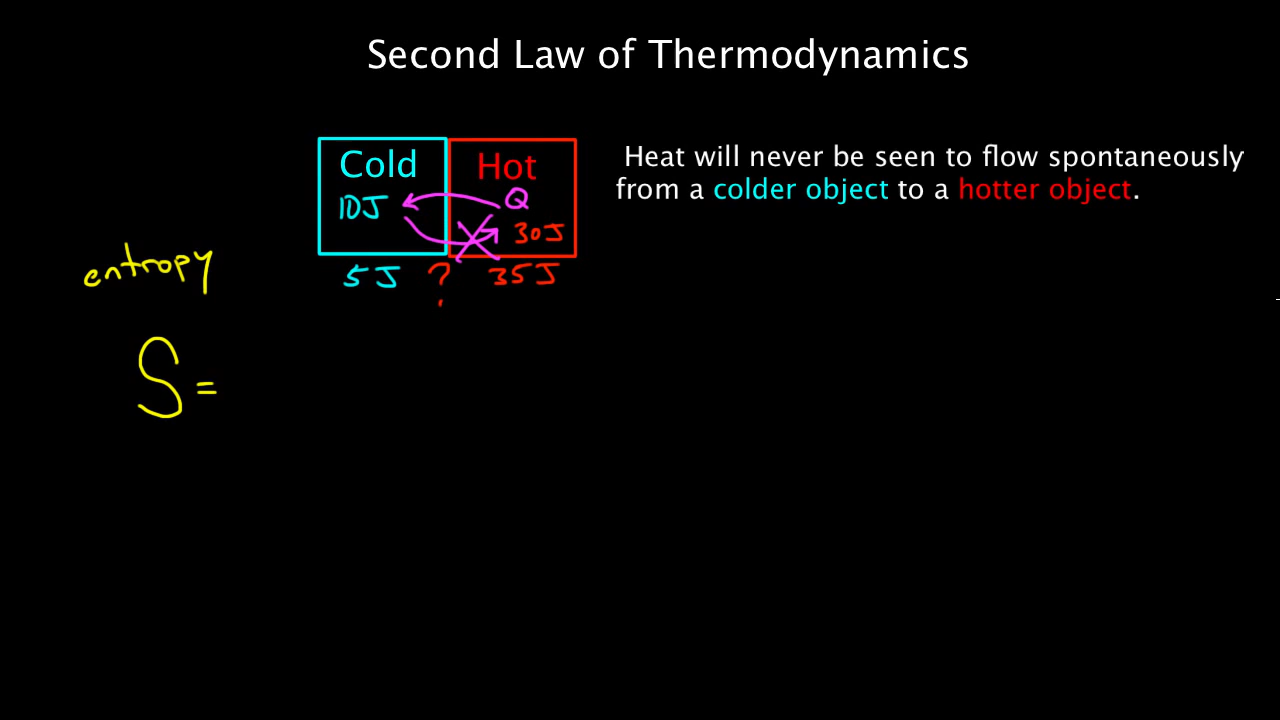 Second Law of Thermodynamics
Cold Hot
10J
Q
30J
5J ? 35J
Heat will never be seen to flow spontaneously
from a colder object to a hotter object.
entropy
S =